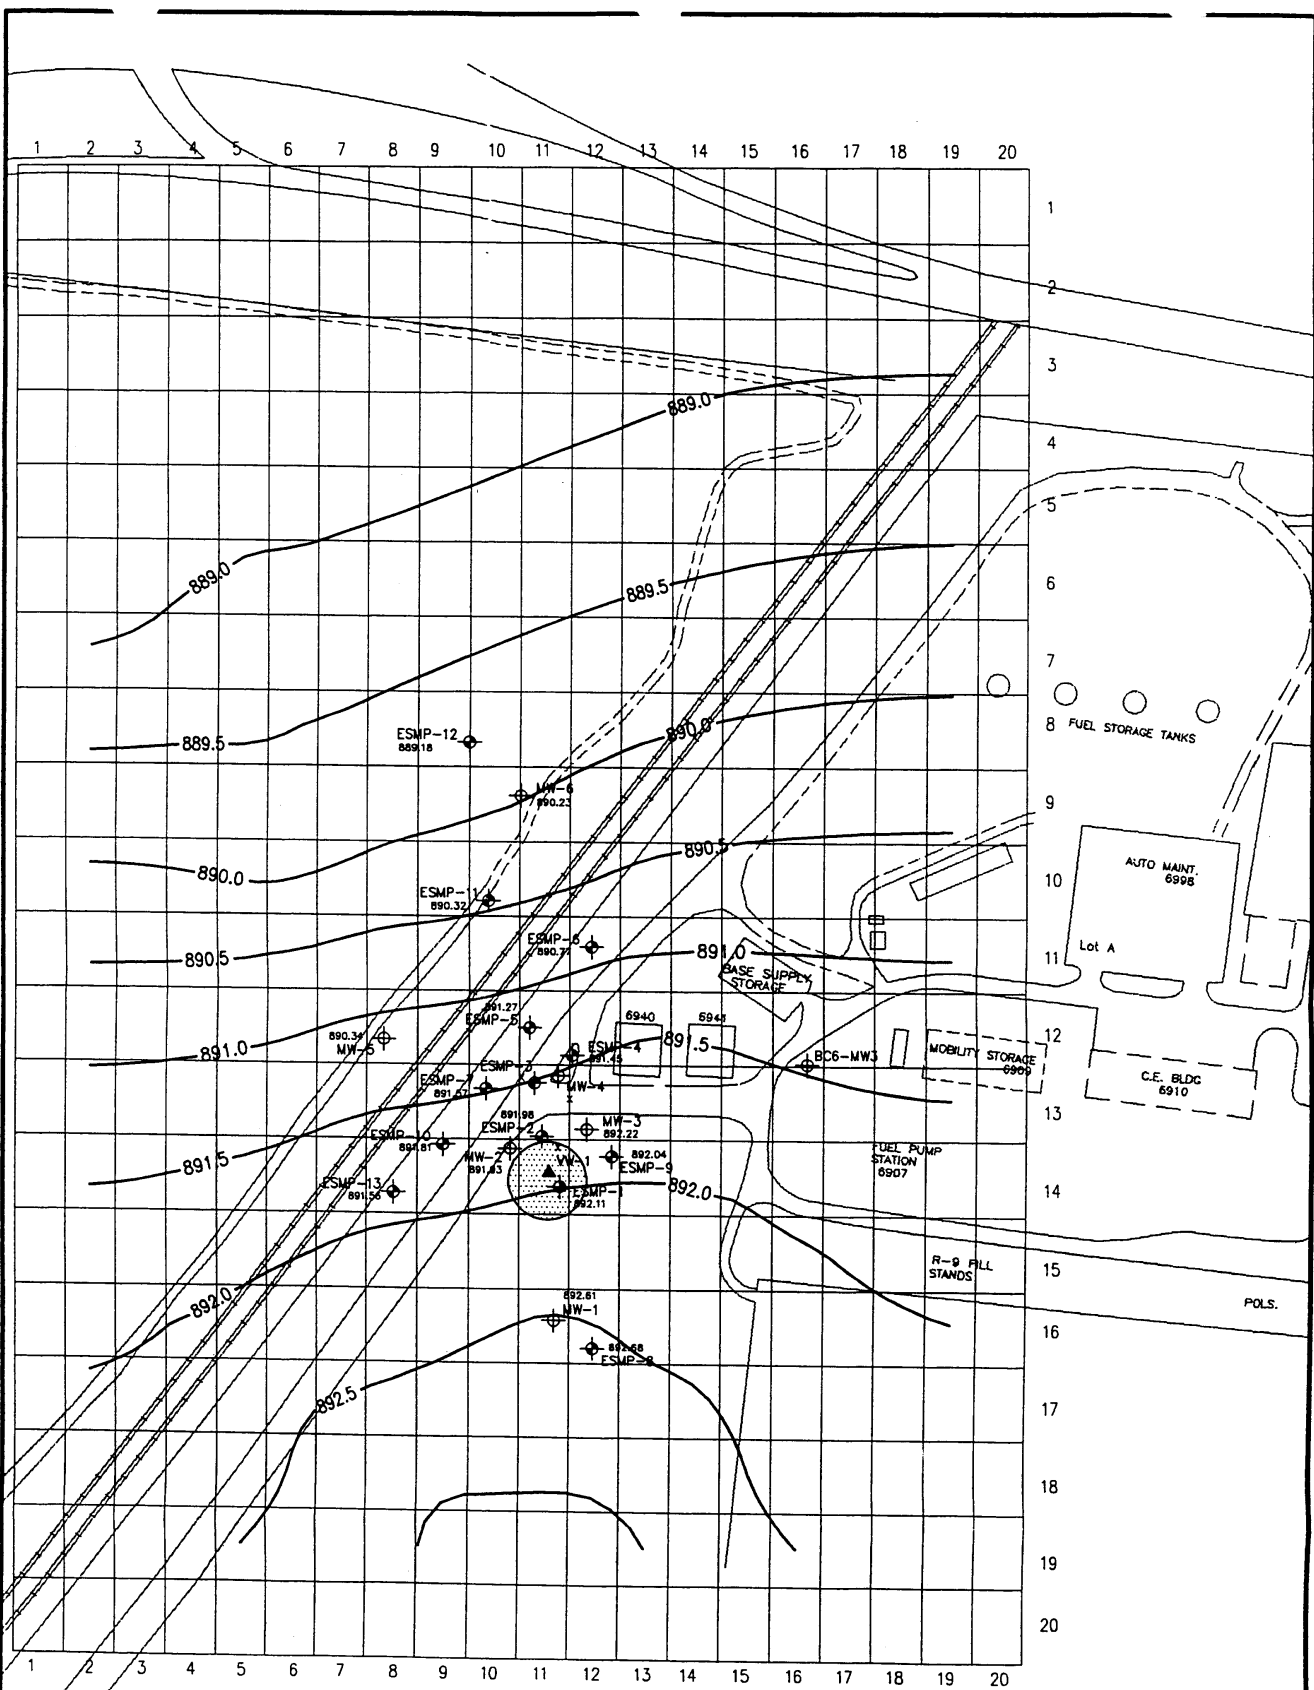 1 2 3 4 5 6 7 8 9 10 11 12 13 14 15 16 17 18 19 20
1
2
3
889.0
4
5
889.0
889.5
6
7
ESMP-12
889.18
889.5
890.0
8
FUEL STORAGE TANKS
MW-6
890.23
9
890.0
890.5
AUTO MAINT.
6998
10
ESMP-11
890.32
890.5
ESMP-6
890.77
891.0
Lot A
11
BASE SUPPLY
STORAGE
891.27
ESMP-5
6940
890.34
MW-5
891.0
ESMP-4
891.45
891.5
BC6-MW3
12
MOBILITY STORAGE
6909
C.E. BLDG
6910
ESMP-3
MW-4
ESMP-7
891.57
13
891.98
ESMP-2
MW-3
892.22
ESMP-10
891.81
MW-2
891.93
VW-1
892.04
ESMP-9
FUEL PUMP
STATION
6907
891.5
ESMP-13
891.56
ESMP-1
892.11
892.0
14
R-9 FILL
STANDS
15
POLS.
892.0
892.61
MW-1
16
892.68
ESMP-8
892.5
17
18
19
20
1 2 3 4 5 6 7 8 9 10 11 12 13 14 15 16 17 18 19 20